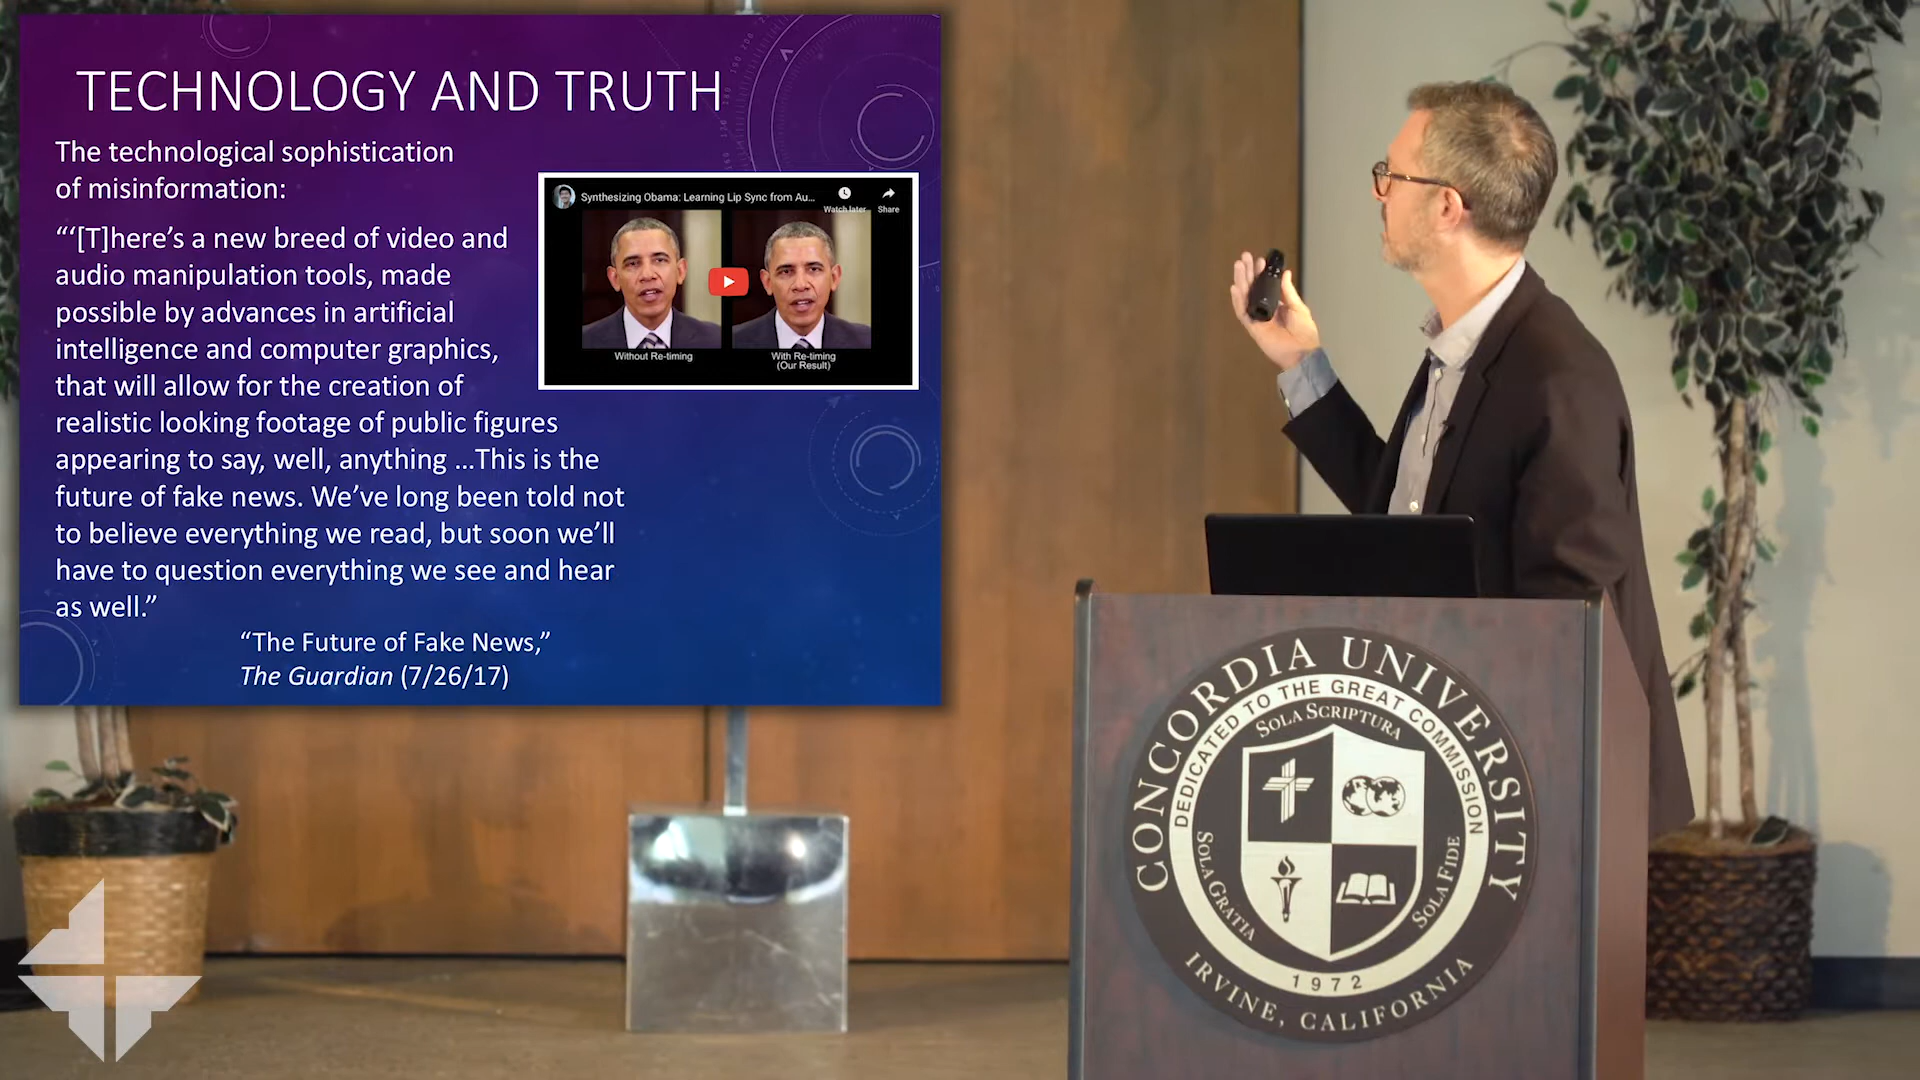 TECHNOLOGY AND TRUTH
The technological sophistication
of misinformation:
“‘[T]here’s a new breed of video and
audio manipulation tools, made
possible by advances in artificial
intelligence and computer graphics,
that will allow for the creation of
realistic looking footage of public figures
appearing to say, well, anything …This is the
future of fake news. We’ve long been told not
to believe everything we read, but soon we’ll
have to question everything we see and hear
as well.”
“The Future of Fake News,”
The Guardian (7/26/17)
Synthesizing Obama: Learning Lip Sync from Au...
Watch later
Share
Without Re-timing
With Re-timing
(Our Result)
CONCORDIA UNIVERSITY
DEDICATED TO THE GREAT COMMISSION
SOLA SCRIPTURA
SOLA GRATIA
SOLA FIDE
1972
IRVINE, CALIFORNIA